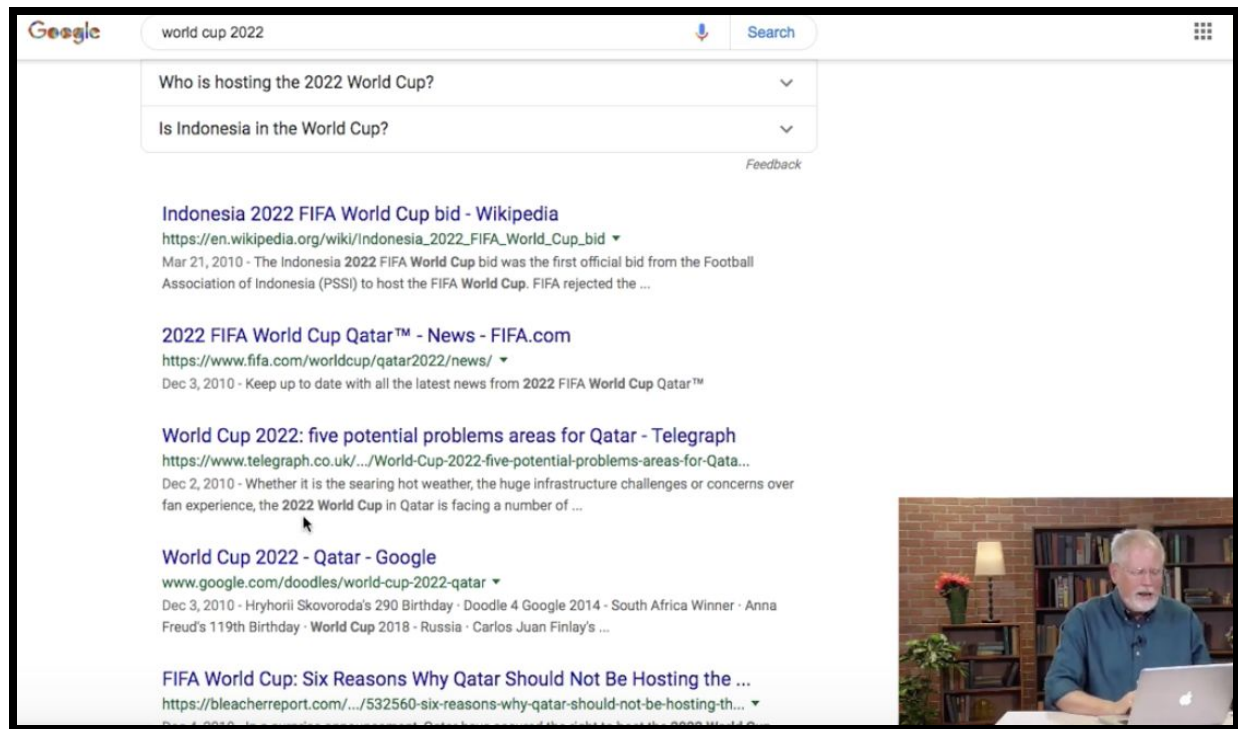 Google
world cup 2022
Search
Who is hosting the 2022 World Cup?
Is Indonesia in the World Cup?
Feedback
Indonesia 2022 FIFA World Cup bid - Wikipedia
https://en.wikipedia.org/wiki/Indonesia_2022_FIFA_World_Cup_bid
Mar 21, 2010 - The Indonesia 2022 FIFA World Cup bid was the first official bid from the Football
Association of Indonesia (PSSI) to host the FIFA World Cup. FIFA rejected the ...
2022 FIFA World Cup Qatar™ - News - FIFA.com
https://www.fifa.com/worldcup/qatar2022/news/
Dec 3, 2010 - Keep up to date with all the latest news from 2022 FIFA World Cup Qatar™
World Cup 2022: five potential problems areas for Qatar - Telegraph
https://www.telegraph.co.uk/.../World-Cup-2022-five-potential-problems-areas-for-Qata...
Dec 2, 2010 - Whether it is the searing hot weather, the huge infrastructure challenges or concerns over
fan experience, the 2022 World Cup in Qatar is facing a number of ...
World Cup 2022 - Qatar - Google
www.google.com/doodles/world-cup-2022-qatar
Dec 3, 2010 - Hryhorii Skovoroda's 290 Birthday · Doodle 4 Google 2014 - South Africa Winner · Anna
Freud's 119th Birthday · World Cup 2018 - Russia · Carlos Juan Finlay's ...
FIFA World Cup: Six Reasons Why Qatar Should Not Be Hosting the ...
https://bleacherreport.com/.../532560-six-reasons-why-qatar-should-not-be-hosting-th...